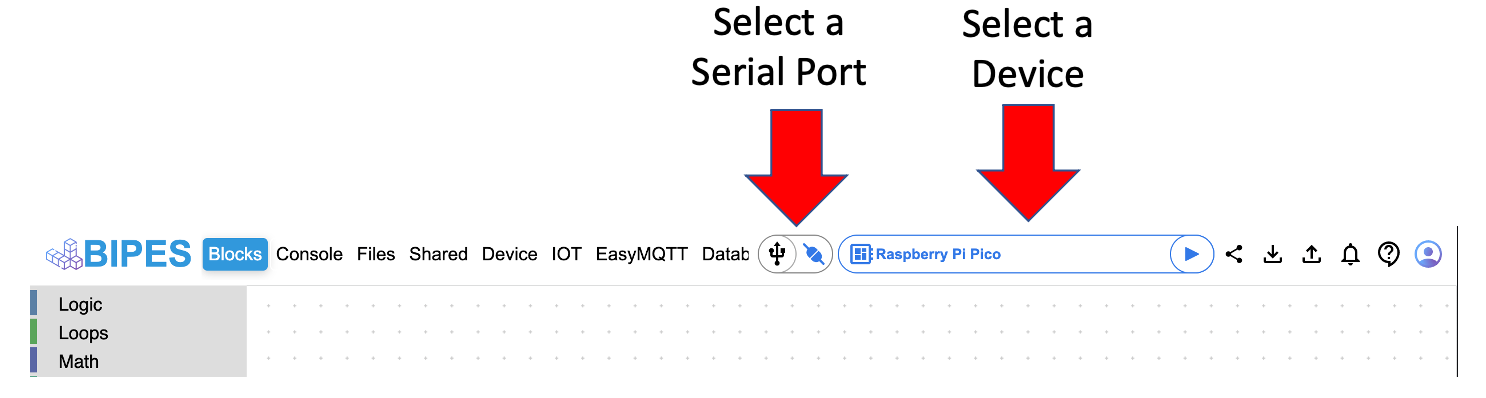 Select a
Serial Port
Select a
Device
BIPES Blocks Console Files Shared Device IOT EasyMQTT Datab Raspberry Pi Pico
Logic
Loops
Math